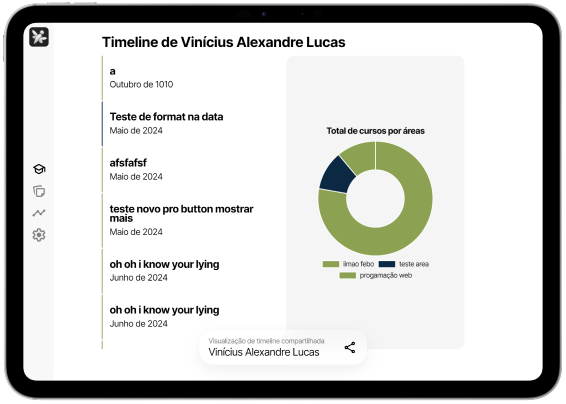 Timeline de Vinícius Alexandre Lucas
a
Outubro de 1010
Teste de format na data
Maio de 2024
afsfafsf
Maio de 2024
teste novo pro button mostrar
mais
Maio de 2024
oh oh i know your lying
Junho de 2024
oh oh i know your lying
Junho de 2024
Total de cursos por áreas
limao febo
teste area
progamação web
Visualização de timeline compartilhada
Vinícius Alexandre Lucas